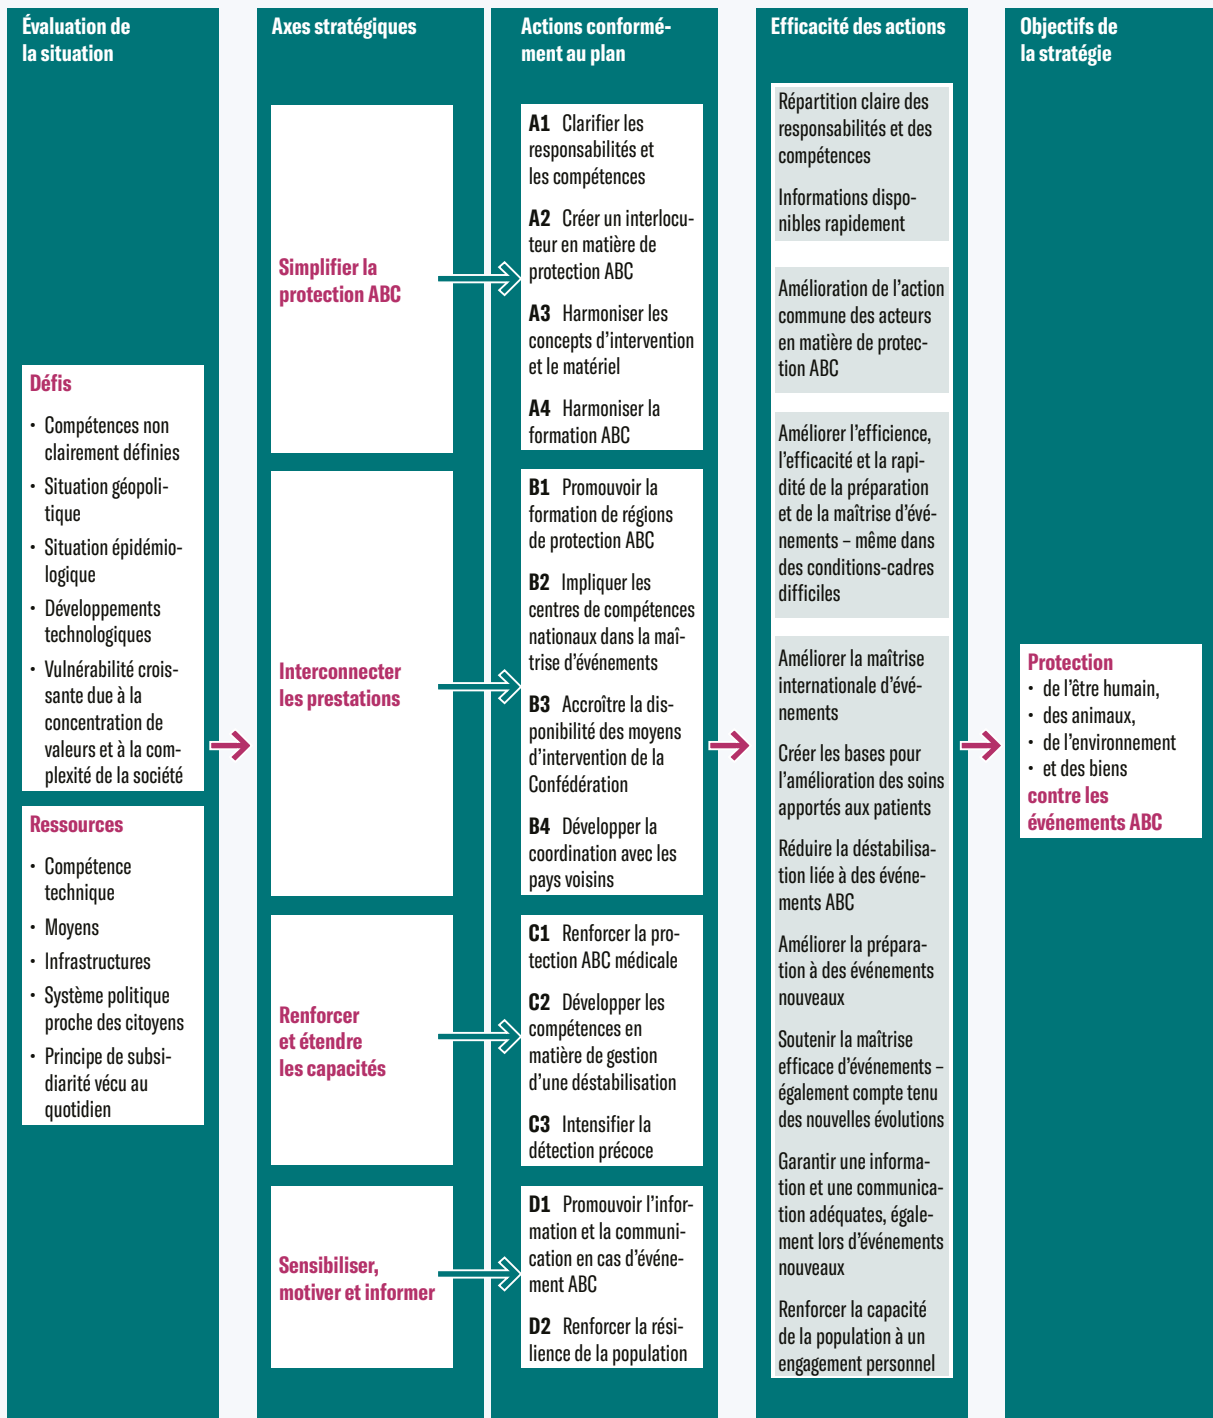 Évaluation de
la situation
Défis
• Compétences non
clairement définies
• Situation géopoli-
tique
• Situation épidémio-
logique
• Développements
technologiques
• Vulnérabilité crois-
sante due à la
concentration de
valeurs et à la com-
plexité de la société
Ressources
• Compétence
technique
• Moyens
• Infrastructures
• Système politique
proche des citoyens
• Principe de subsi-
diarité vécu au
quotidien
Axes stratégiques
Simplifier la
protection ABC
Interconnecter
les prestations
Renforcer
et étendre
les capacités
Sensibiliser,
motiver et informer
Actions conformé-
ment au plan
A1 Clarifier les
responsabilités et
les compétences
A2 Créer un interlocu-
teur en matière de
protection ABC
A3 Harmoniser les
concepts d'intervention
et le matériel
A4 Harmoniser la
formation ABC
B1 Promouvoir la
formation de régions
de protection ABC
B2 Impliquer les
centres de compétences
nationaux dans la maî-
trise d'événements
B3 Accroître la dis-
ponibilité des moyens
d'intervention de la
Confédération
B4 Développer la
coordination avec les
pays voisins
C1 Renforcer la pro-
tection ABC médicale
C2 Développer les
compétences en
matière de gestion
d'une déstabilisation
C3 Intensifier la
détection précoce
D1 Promouvoir l'infor-
mation et la communi-
cation en cas d'événe-
ment ABC
D2 Renforcer la rési-
lience de la population
Efficacité des actions
Répartition claire des
responsabilités et des
compétences
Informations dispo-
nibles rapidement
Amélioration de l'action
commune des acteurs
en matière de protec-
tion ABC
Améliorer l'efficience,
l'efficacité et la rapi-
dité de la préparation
et de la maîtrise d'évé-
nements – même dans
des conditions-cadres
difficiles
Améliorer la maîtrise
internationale d'évé-
nements
Créer les bases pour
l'amélioration des soins
apportés aux patients
Réduire la déstabilisa-
tion liée à des événe-
ments ABC
Améliorer la prépara-
tion à des événements
nouveaux
Soutenir la maîtrise
efficace d'événements –
également compte tenu
des nouvelles évolutions
Garantir une informa-
tion et une communica-
tion adéquates, égale-
ment lors d'événements
nouveaux
Renforcer la capacité
de la population à un
engagement personnel
Objectifs de
la stratégie
Protection
• de l'être humain,
• des animaux,
• de l'environnement
• et des biens
contre les
événements ABC